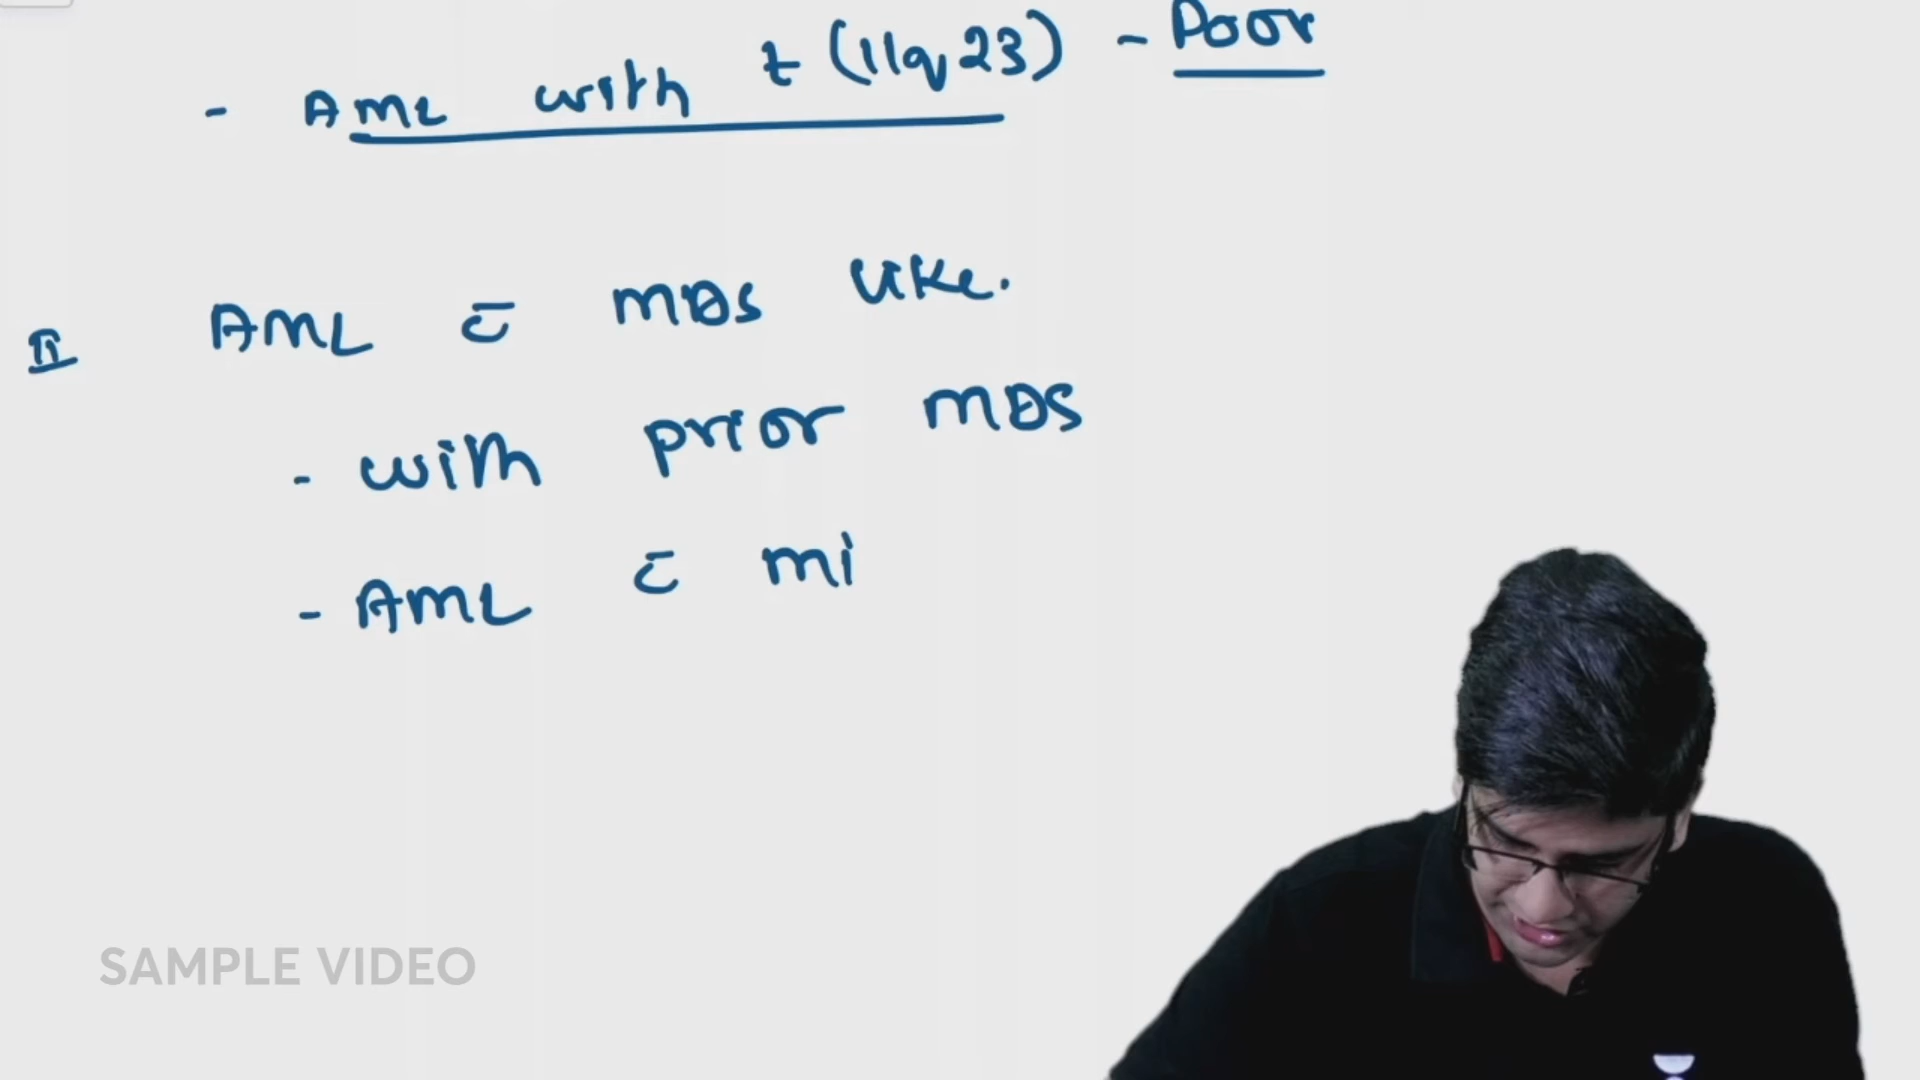 - AML with t (11q23) - Poor
II AML c̄ MDS like.
- with prior MDS
- AML c̄ mi
SAMPLE VIDEO